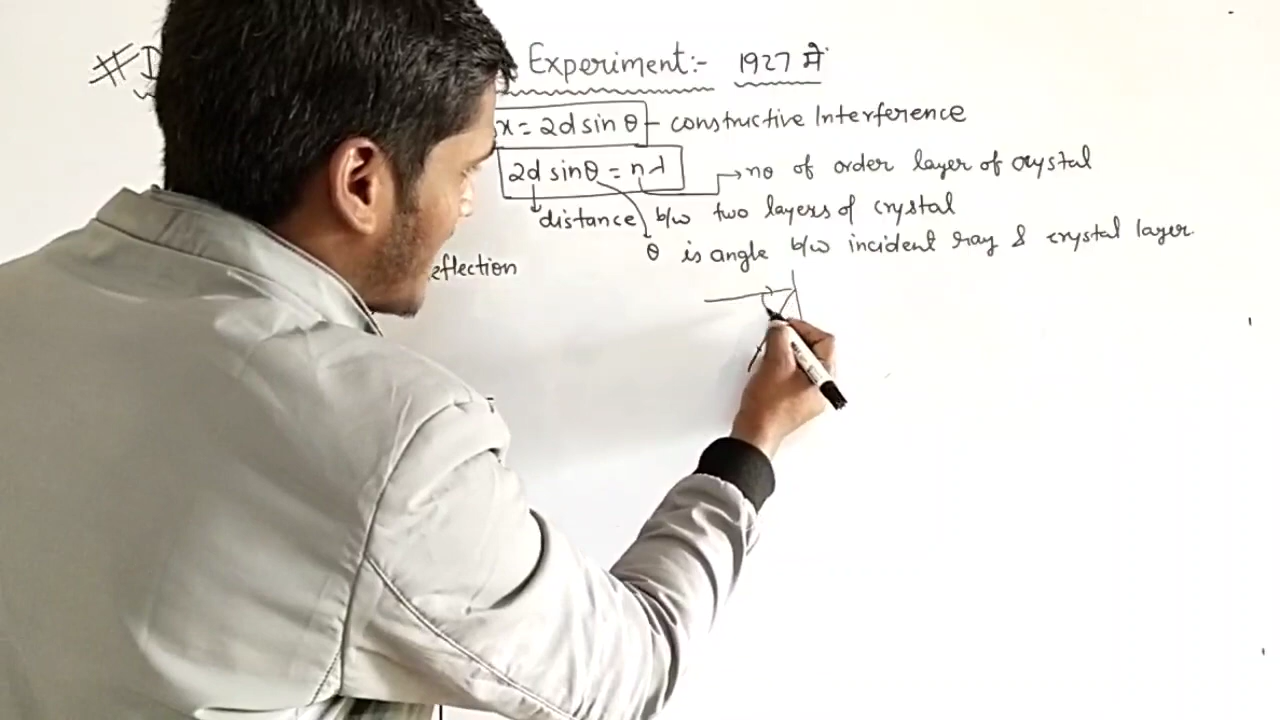 #D Experiment:- 1927 में
x = 2d sin θ - constructive Interference
2d sinθ = nλ → no of order layer of crystal
distance b/w two layers of crystal
θ is angle b/w incident ray & crystal layer.
eflection